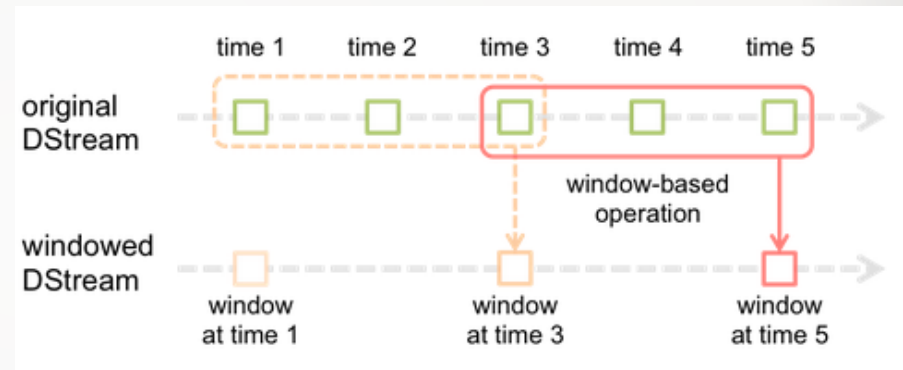 time 1 time 2 time 3 time 4 time 5
original
DStream
window-based
operation
windowed
DStream
window window window
at time 1 at time 3 at time 5